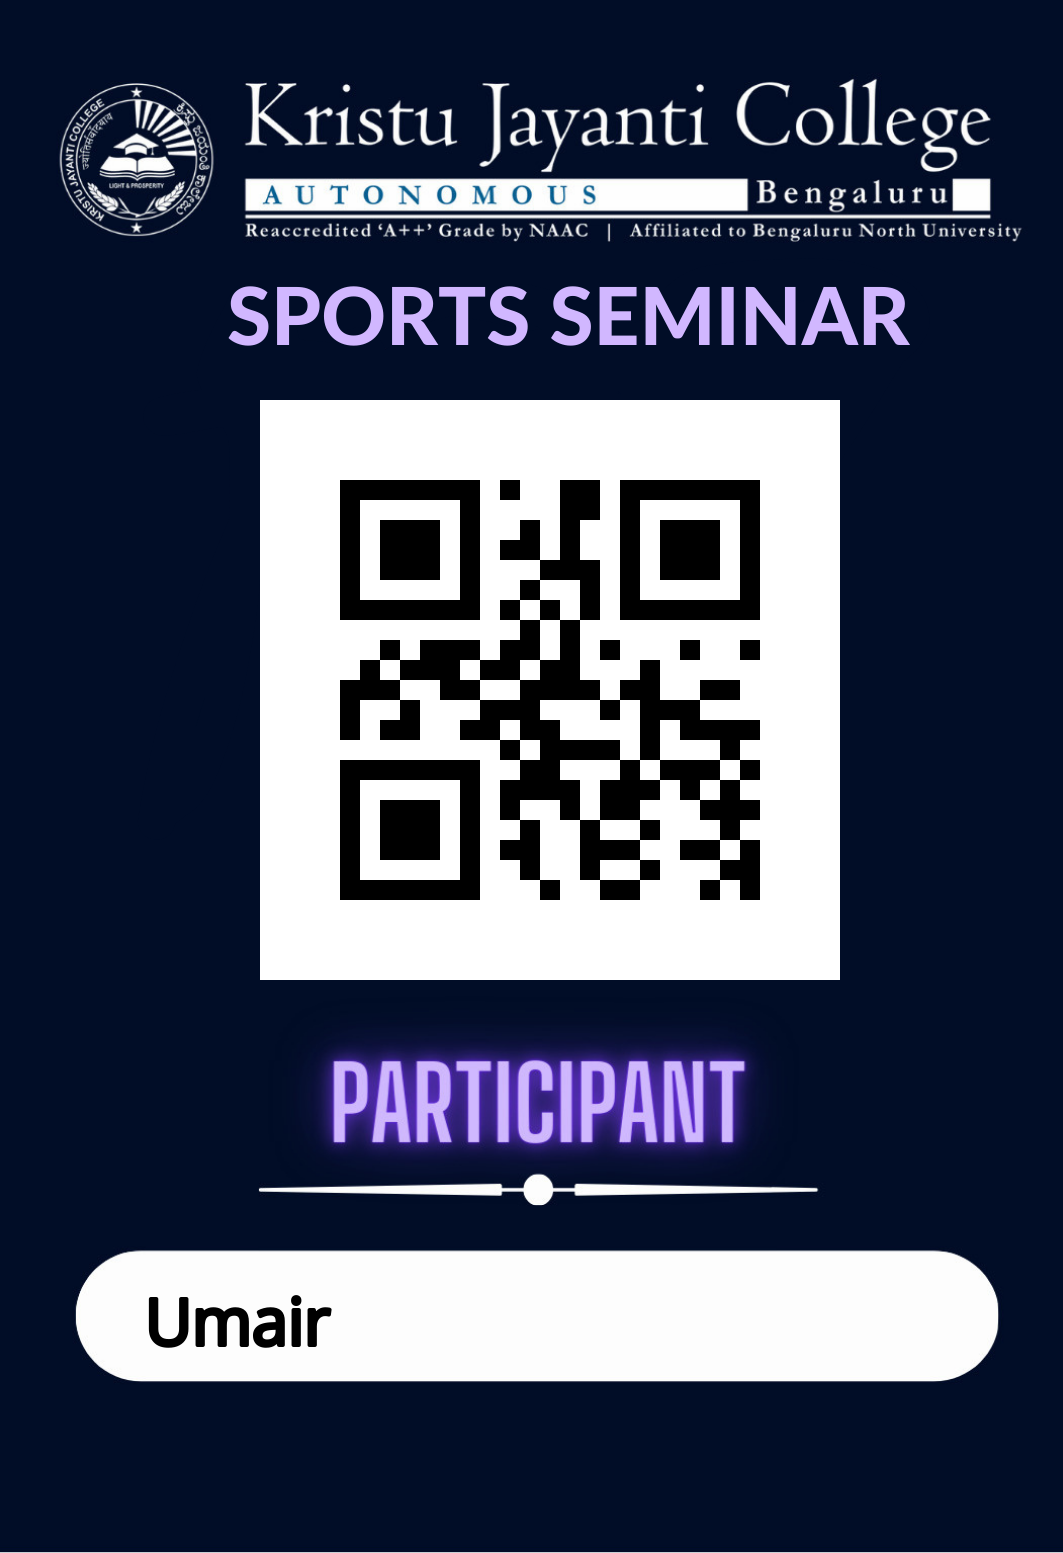 Kristu Jayanti College
AUTONOMOUS Bengaluru
Reaccredited ‘A++’ Grade by NAAC | Affiliated to Bengaluru North University
KRISTU JAYANTI COLLEGE
LIGHT & PROSPERITY
SPORTS SEMINAR
PARTICIPANT
Umair